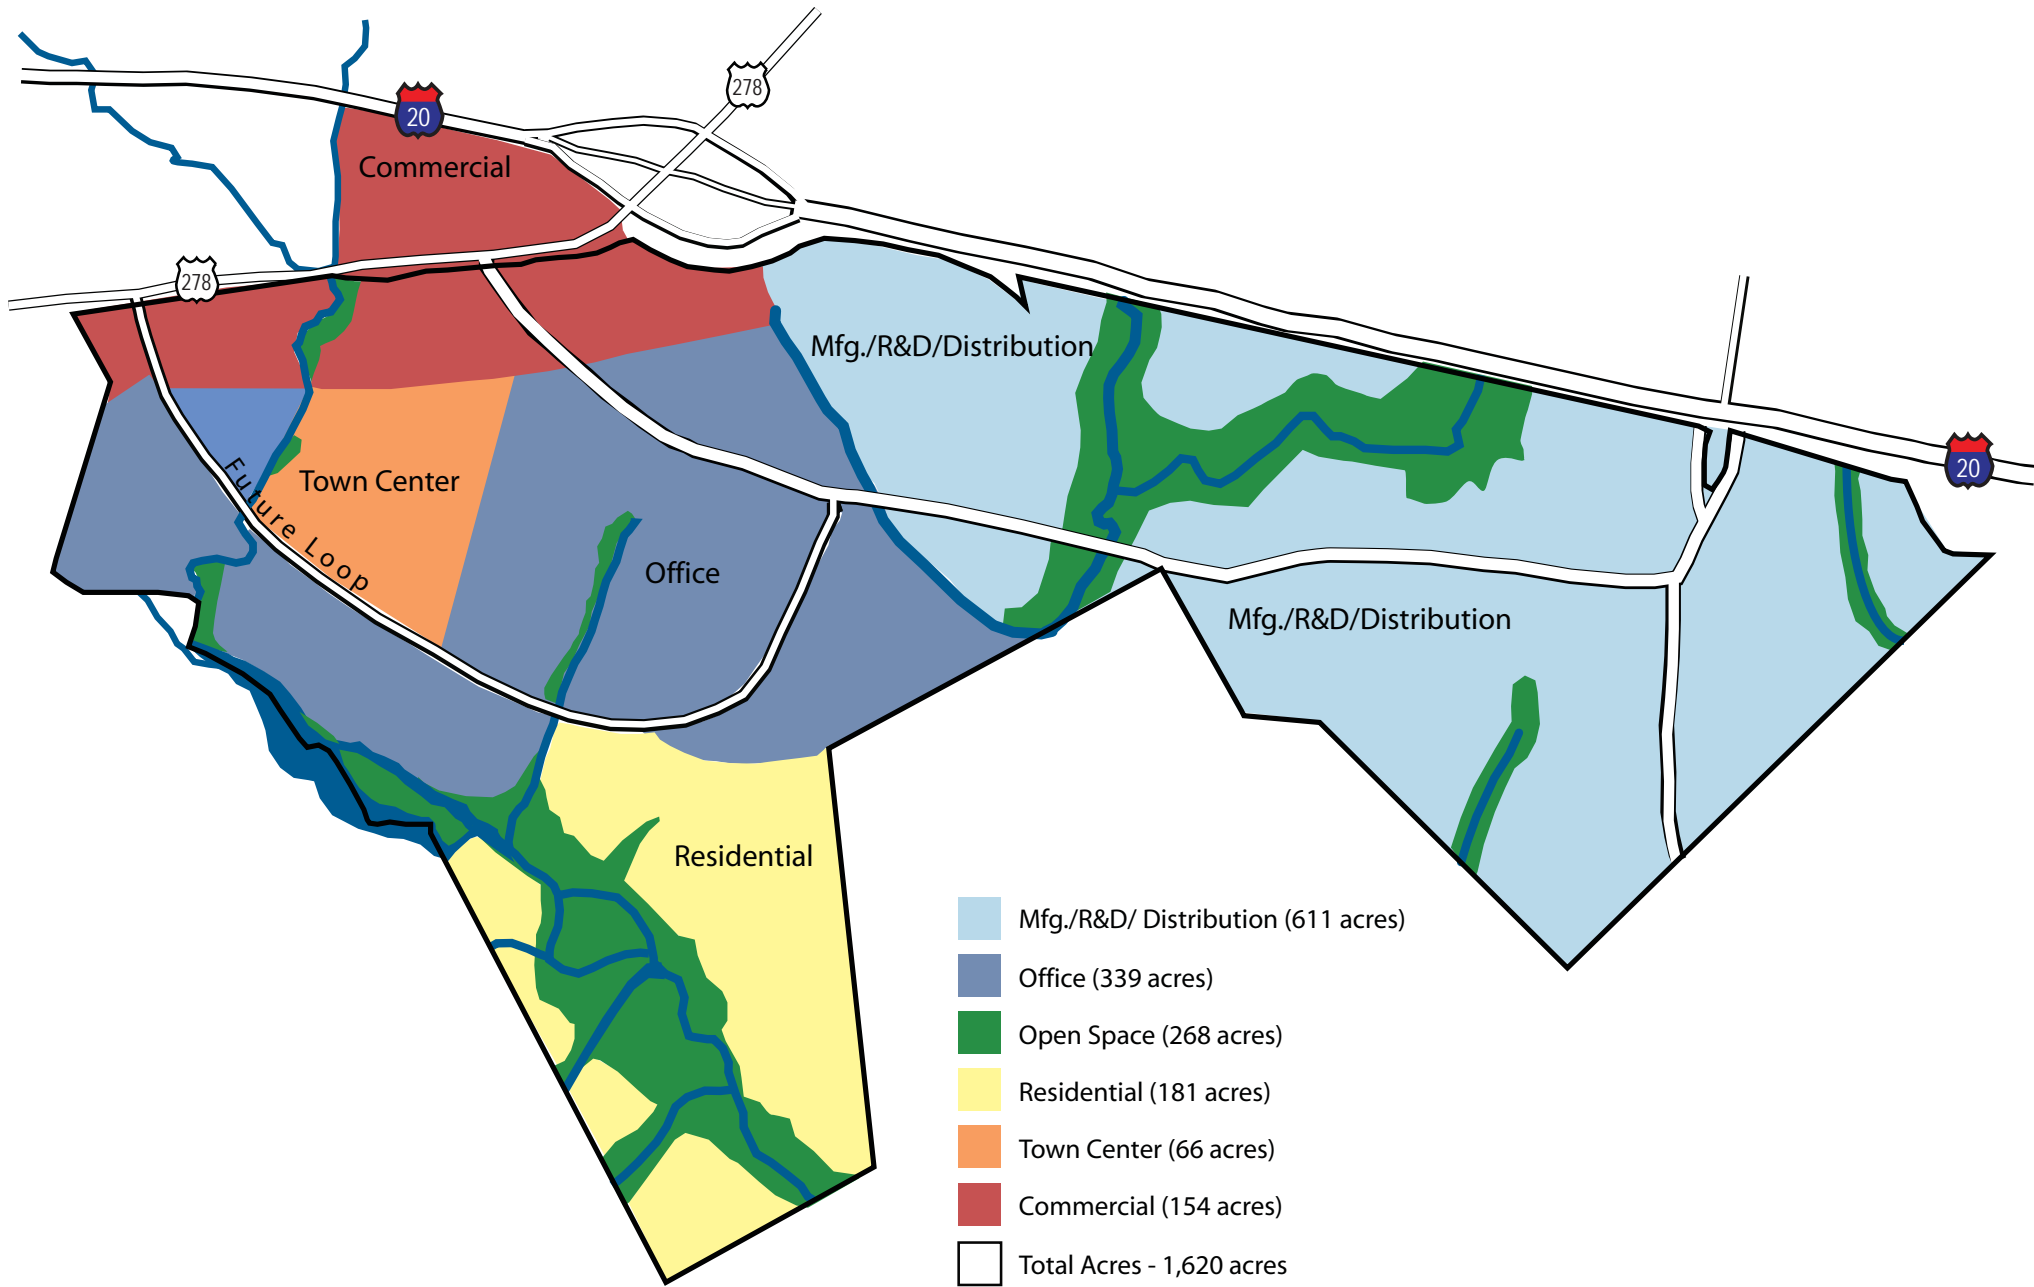 278
20
Commercial
278
Mfg./R&D/Distribution
Town Center
Future Loop
20
Office
Mfg./R&D/Distribution
Residential
Mfg./R&D/ Distribution (611 acres)
Office (339 acres)
Open Space (268 acres)
Residential (181 acres)
Town Center (66 acres)
Commercial (154 acres)
Total Acres - 1,620 acres